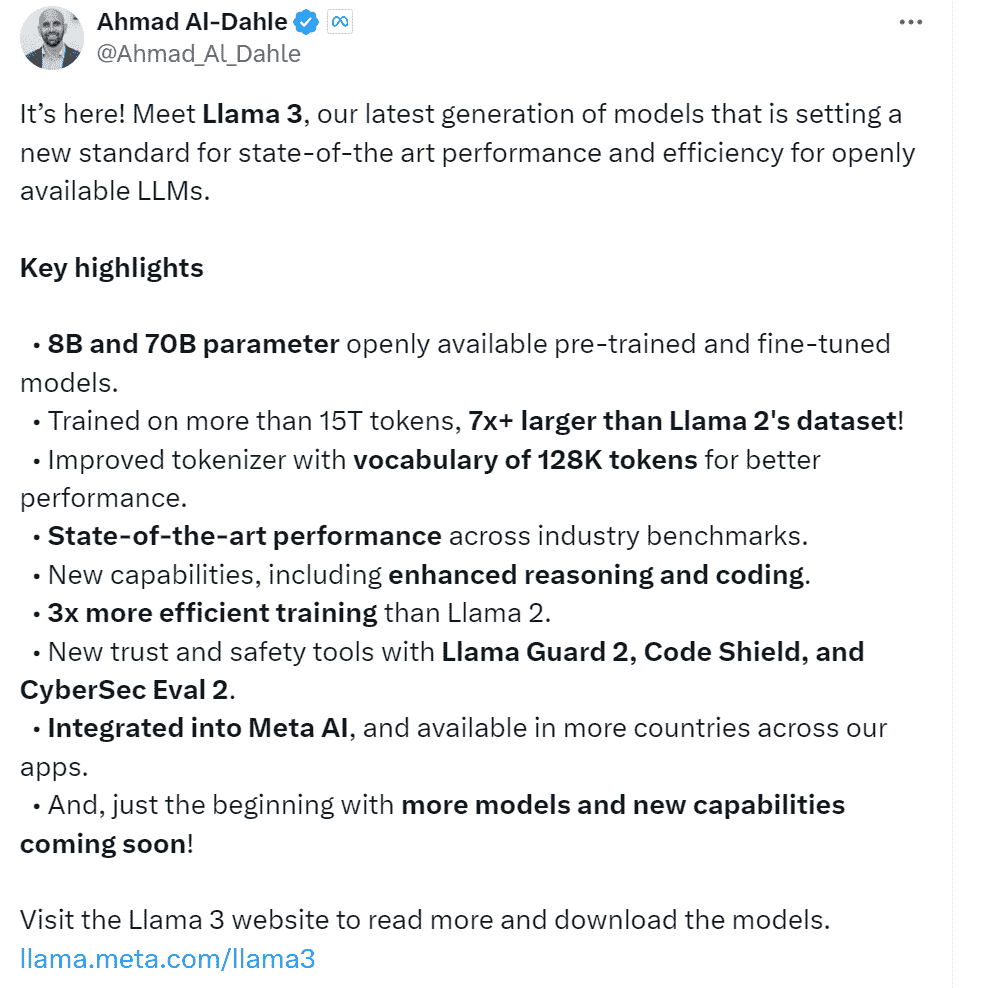 Ahmad Al-Dahle
@Ahmad_Al_Dahle
It’s here! Meet Llama 3, our latest generation of models that is setting a
new standard for state-of-the art performance and efficiency for openly
available LLMs.
Key highlights
• 8B and 70B parameter openly available pre-trained and fine-tuned
models.
• Trained on more than 15T tokens, 7x+ larger than Llama 2's dataset!
• Improved tokenizer with vocabulary of 128K tokens for better
performance.
• State-of-the-art performance across industry benchmarks.
• New capabilities, including enhanced reasoning and coding.
• 3x more efficient training than Llama 2.
• New trust and safety tools with Llama Guard 2, Code Shield, and
CyberSec Eval 2.
• Integrated into Meta AI, and available in more countries across our
apps.
• And, just the beginning with more models and new capabilities
coming soon!
Visit the Llama 3 website to read more and download the models.
llama.meta.com/llama3